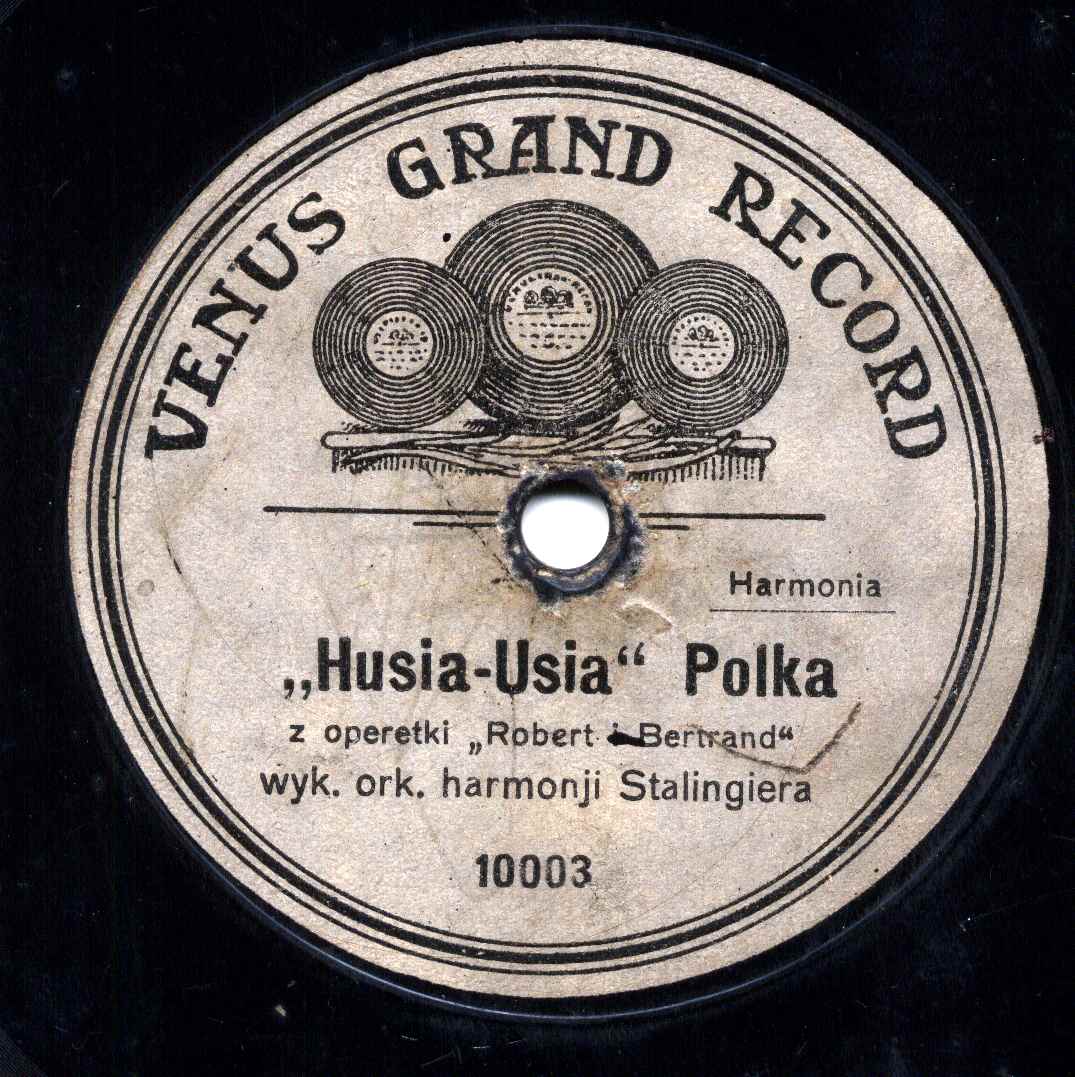 VENUS GRAND RECORD
Harmonia
„Husia-Usia“ Polka
z operetki „Robert i Bertrand“
wyk. ork. harmonji Stalingiera
10003